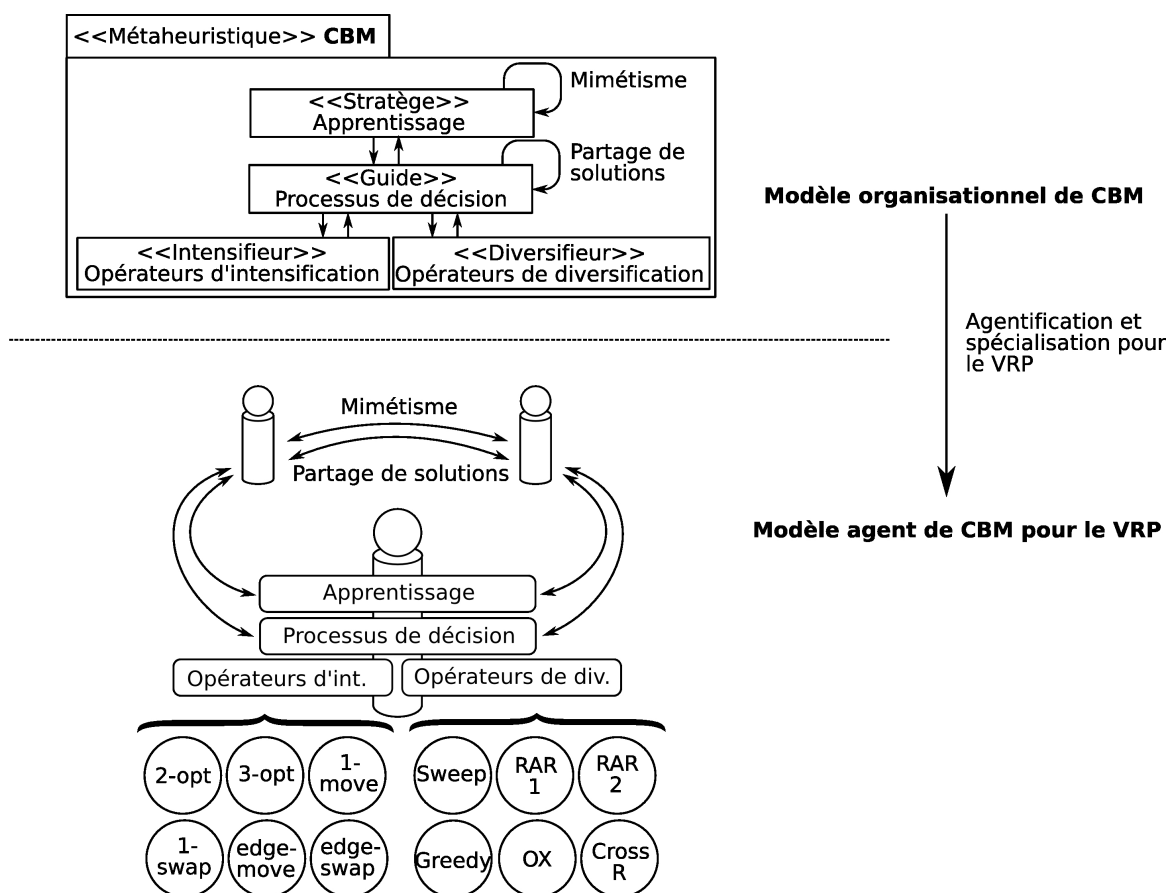 <<Métaheuristique>> CBM
Mimétisme
<<Stratège>>
Apprentissage
Partage de
solutions
<<Guide>>
Processus de décision
<<Intensifieur>>
Opérateurs d'intensification
<<Diversifieur>>
Opérateurs de diversification
Modèle organisationnel de CBM
Agentification et
spécialisation pour
le VRP
Modèle agent de CBM pour le VRP
Mimétisme
Partage de solutions
Apprentissage
Processus de décision
Opérateurs d'int.
Opérateurs de div.
2-opt
3-opt
1-
move
Sweep
RAR
1
RAR
2
1-
swap
edge-
move
edge-
swap
Greedy
OX
Cross
R